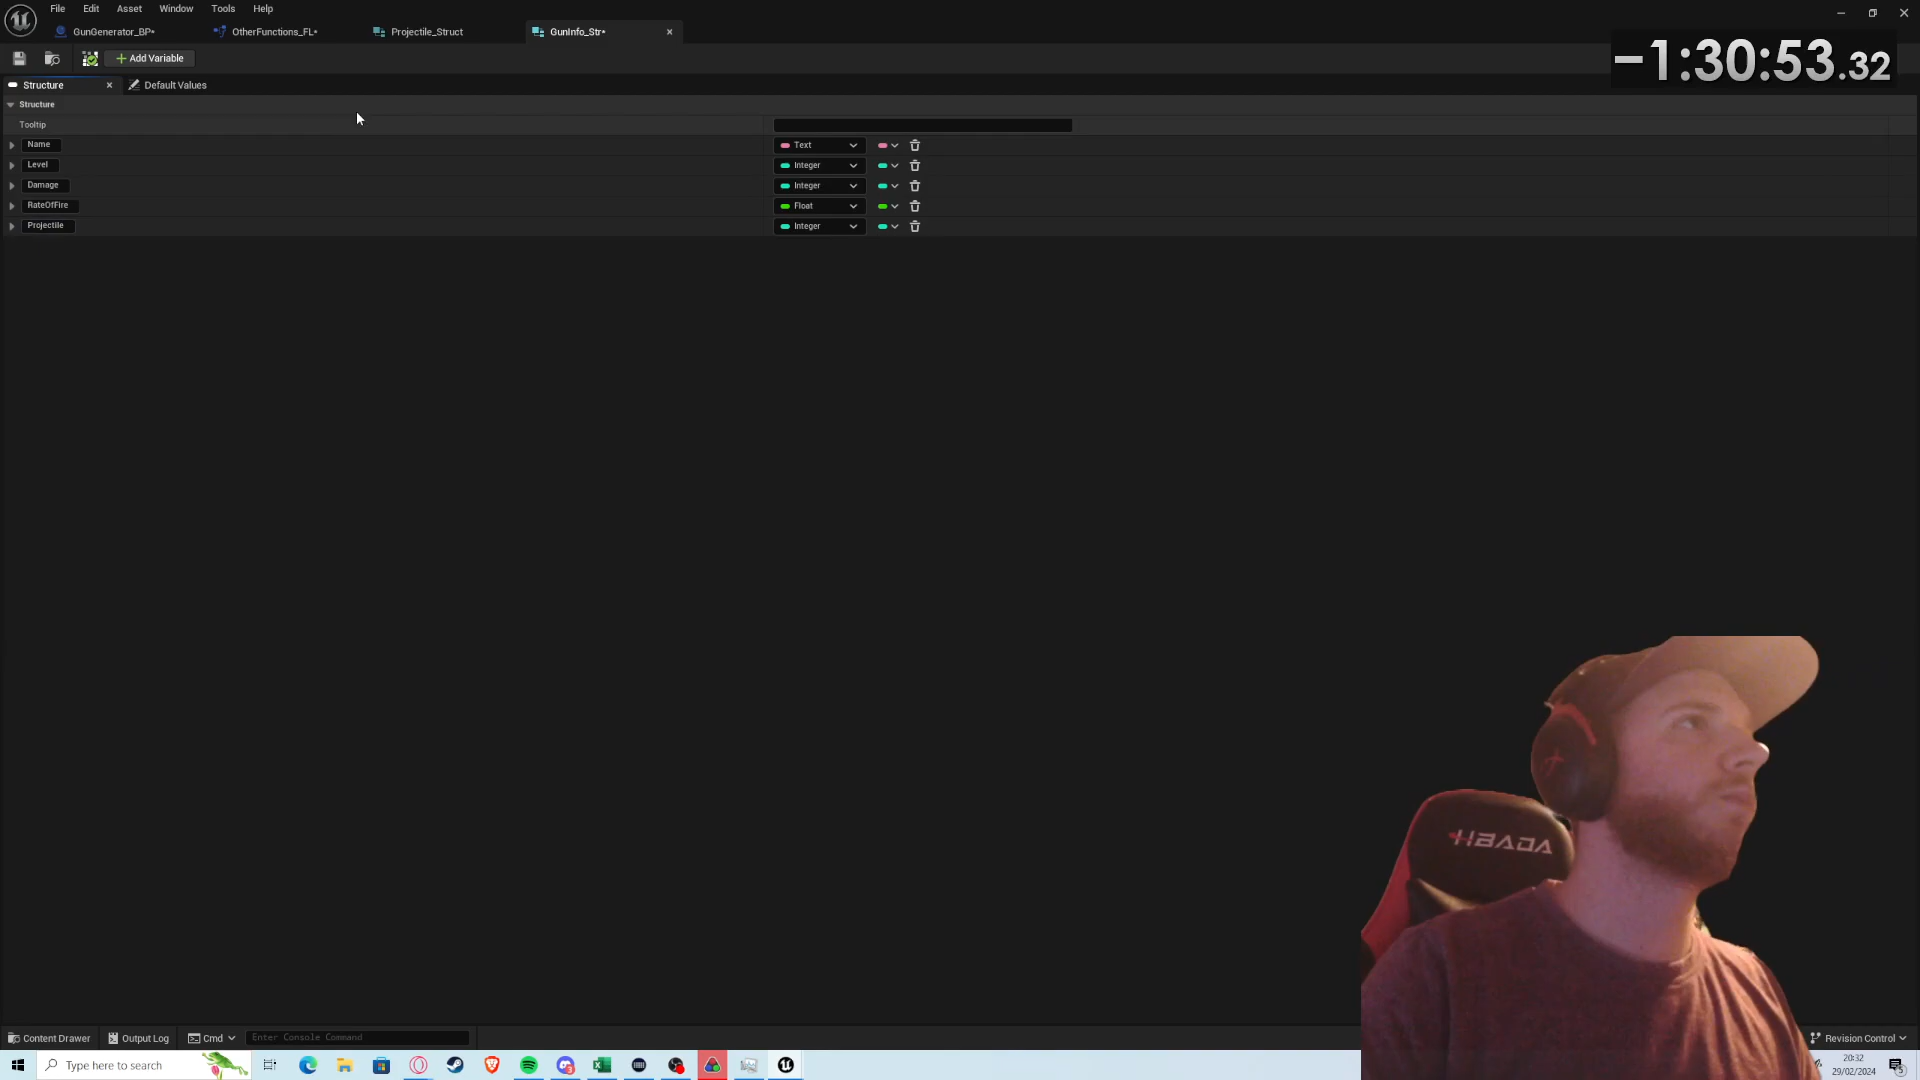 File Edit Asset Window Tools Help
GunGenerator_BP* OtherFunctions_FL* Projectile_Struct GunInfo_Str*
Add Variable
−1:30:53.32
Structure Default Values
Structure
Tooltip
Name Text
Level Integer
Damage Integer
RateOfFire Float
Projectile Integer
HBADA
Content Drawer Output Log Cmd Enter Console Command Revision Control
Type here to search
20:32
29/02/2024